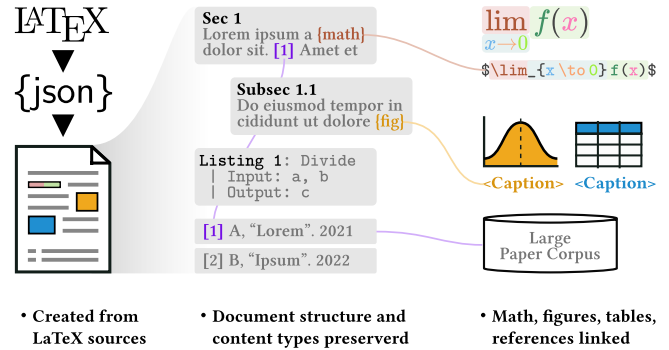 LATEX
{json}
Sec 1
Lorem ipsum a {math}
dolor sit. [1] Amet et
Subsec 1.1
Do eiusmod tempor in
cididunt ut dolore {fig}
Listing 1: Divide
| Input: a, b
| Output: c
[1] A, “Lorem”. 2021
[2] B, “Ipsum”. 2022
lim f(x)
x→0
$\lim_{x \to 0} f(x)$
<Caption> <Caption>
Large
Paper Corpus
• Created from
LaTeX sources
• Document structure and
content types preserverd
• Math, figures, tables,
references linked